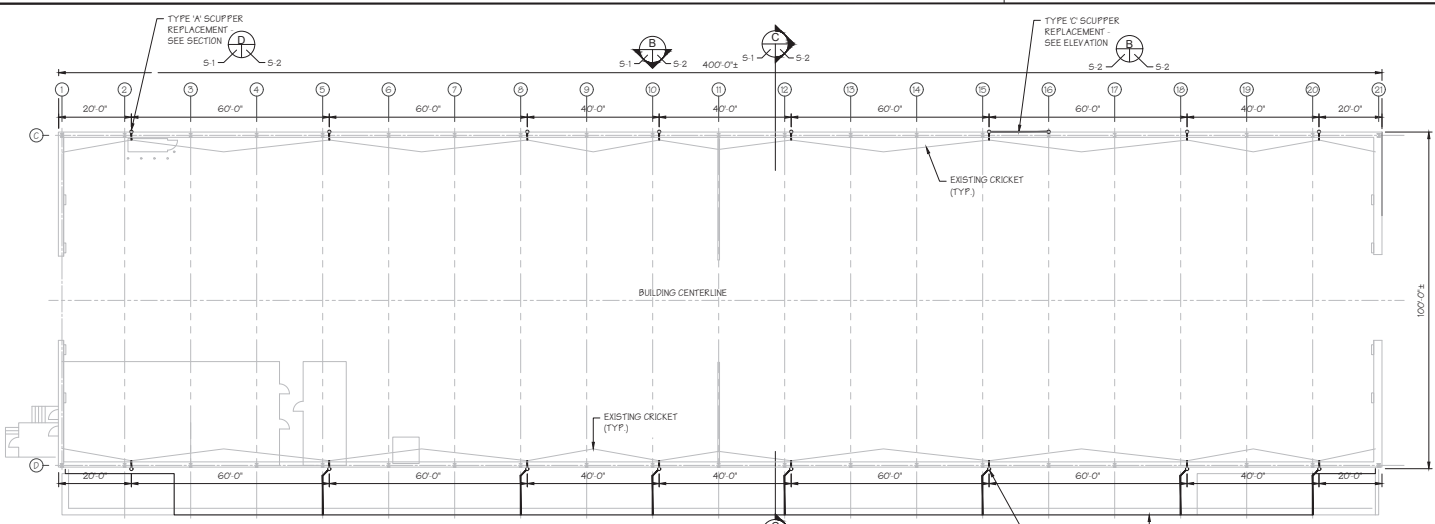 TYPE 'A' SCUPPER
REPLACEMENT -
SEE SECTION
D
S-1 S-2
B
S-1 S-2
C
S-1 S-2
TYPE 'C' SCUPPER
REPLACEMENT -
SEE ELEVATION
B
S-2 S-2
400'-0"±
1 2 3 4 5 6 7 8 9 10 11 12 13 14 15 16 17 18 19 20 21
20'-0" 60'-0" 60'-0" 40'-0" 40'-0" 60'-0" 60'-0" 40'-0" 20'-0"
C
EXISTING CRICKET
(TYP.)
BUILDING CENTERLINE
100'-0"±
EXISTING CRICKET
(TYP.)
D
20'-0" 60'-0" 60'-0" 40'-0" 40'-0" 60'-0" 60'-0" 40'-0" 20'-0"